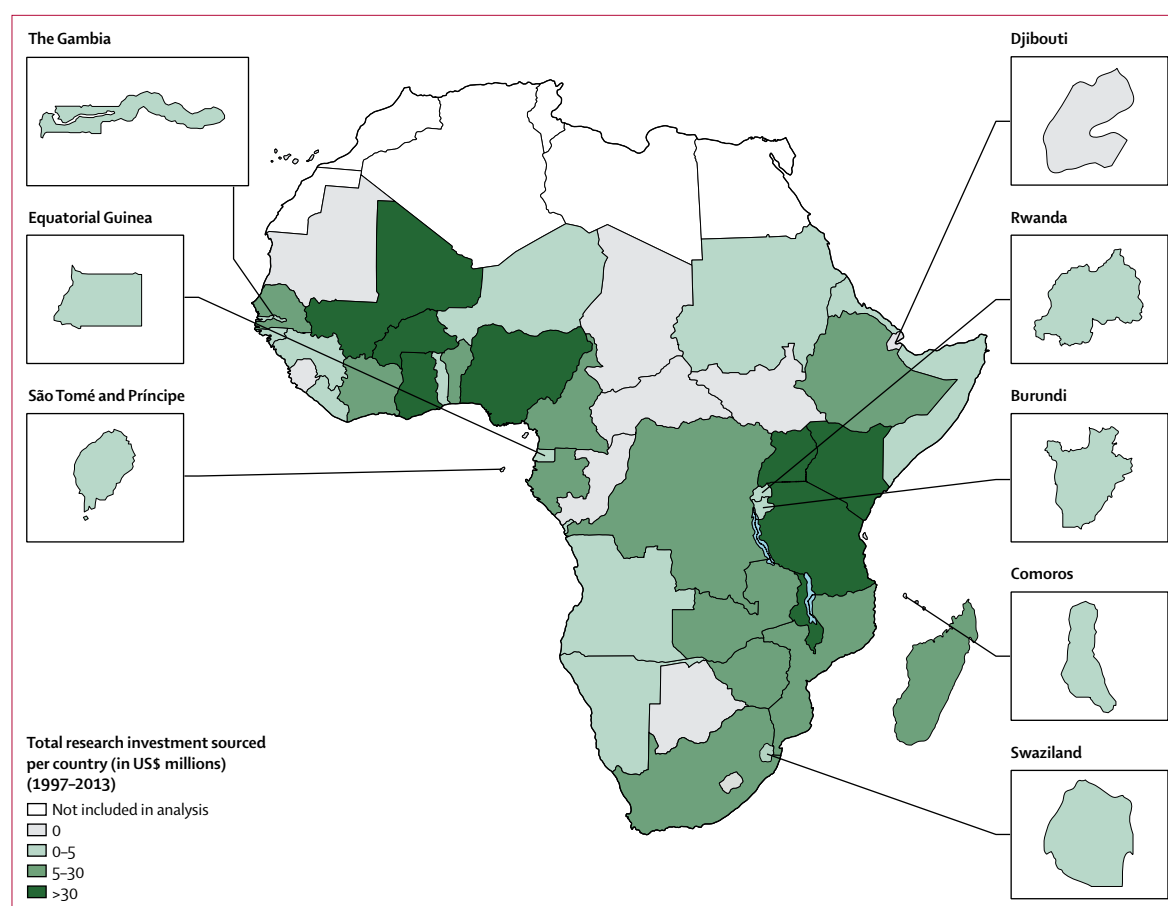 The Gambia
Djibouti
Equatorial Guinea
Rwanda
São Tomé and Príncipe
Burundi
Comoros
Swaziland
Total research investment sourced
per country (in US$ millions)
(1997–2013)
Not included in analysis
0
0–5
5–30
>30